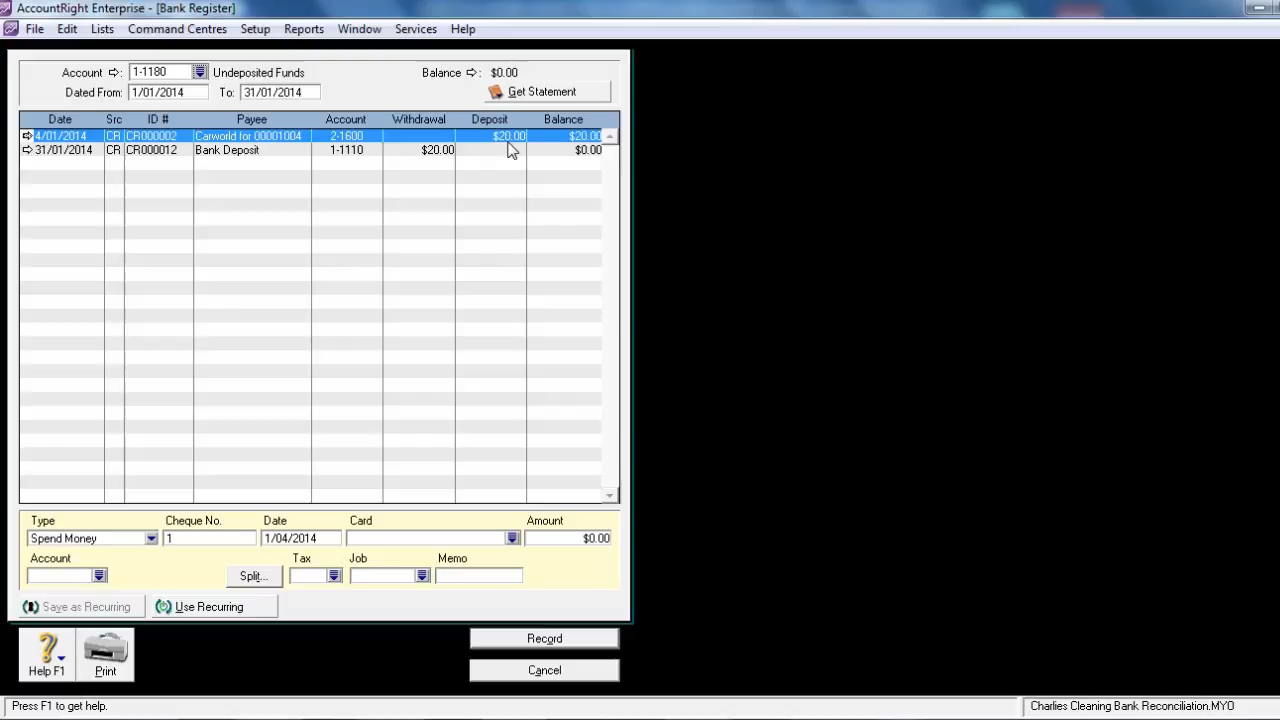 AccountRight Enterprise - [Bank Register]
File Edit Lists Command Centres Setup Reports Window Services Help
Account : 1-1180 Undeposited Funds Balance : $0.00
Dated From: 1/01/2014 To: 31/01/2014 Get Statement
Date Src ID # Payee Account Withdrawal Deposit Balance
4/01/2014 CR CR000002 Carworld for 00001004 2-1600 $20.00 $20.00
31/01/2014 CR CR000012 Bank Deposit 1-1110 $20.00 $0.00
Type Cheque No. Date Card Amount
Spend Money 1 1/04/2014 $0.00
Account Tax Job Memo
Split...
Save as Recurring Use Recurring
Record
Help F1 Print
Cancel
Press F1 to get help. Charlies Cleaning Bank Reconciliation.MYO